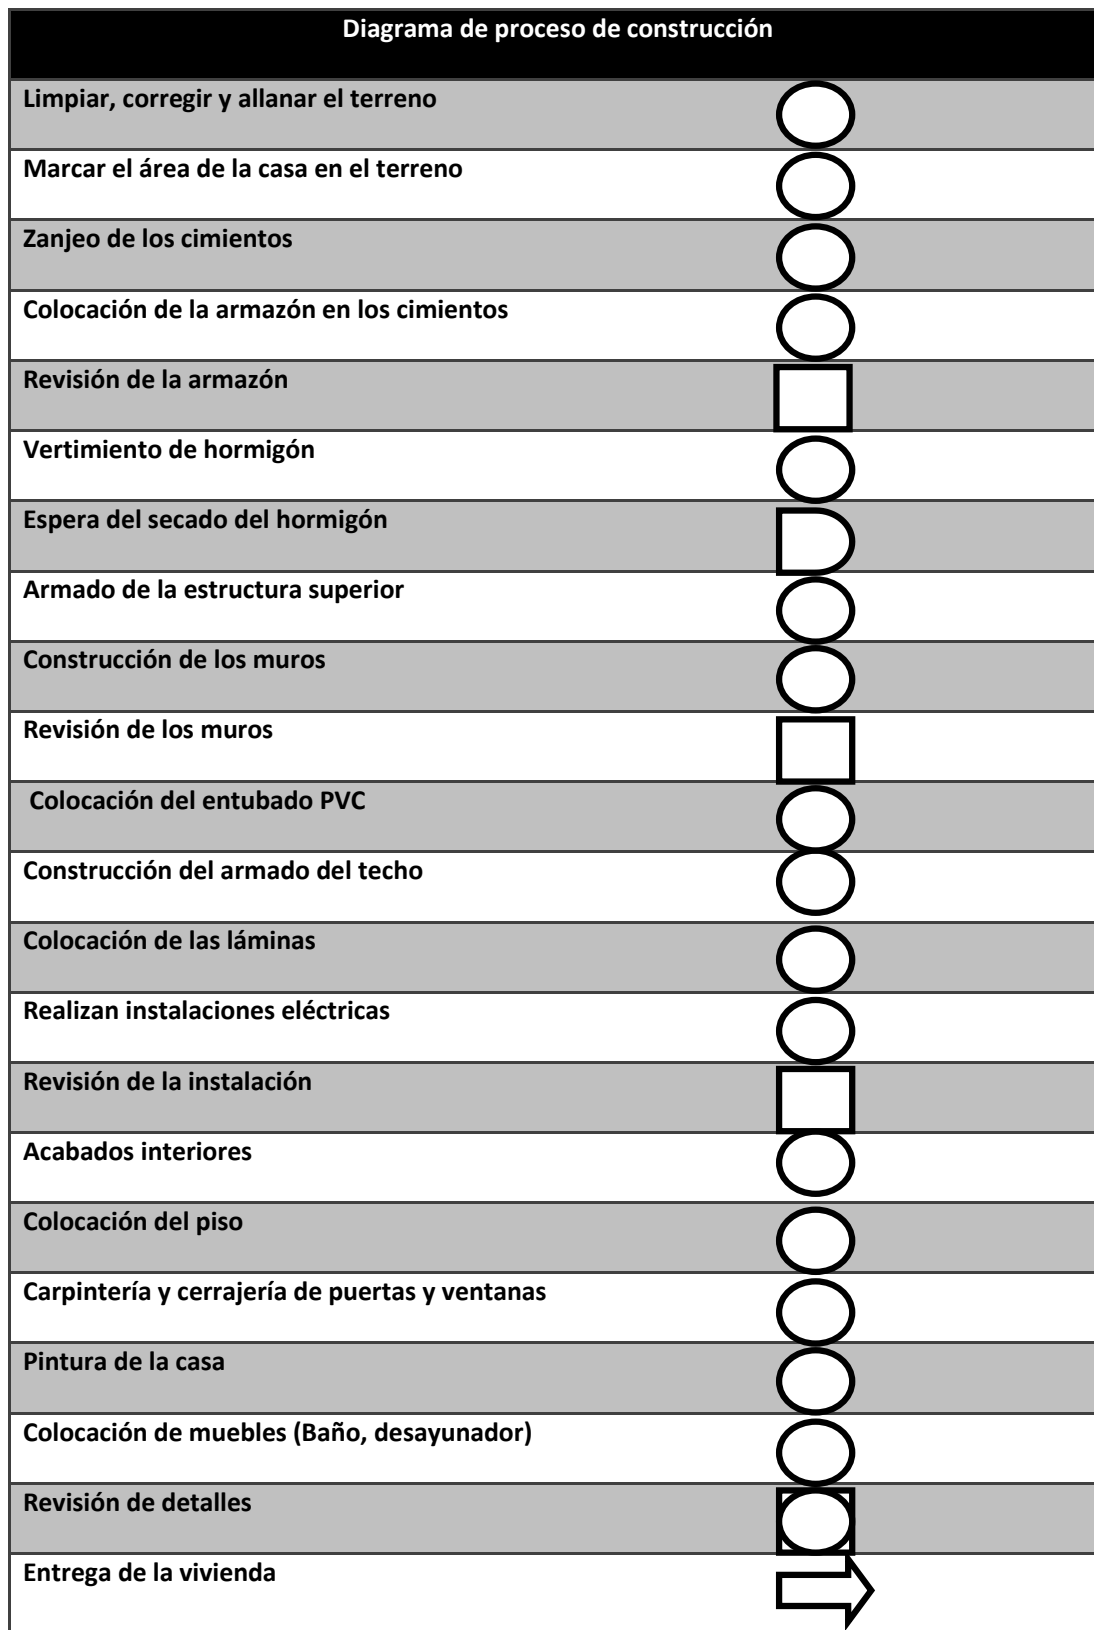 Diagrama de proceso de construcción
Limpiar, corregir y allanar el terreno
Marcar el área de la casa en el terreno
Zanjeo de los cimientos
Colocación de la armazón en los cimientos
Revisión de la armazón
Vertimiento de hormigón
Espera del secado del hormigón
Armado de la estructura superior
Construcción de los muros
Revisión de los muros
Colocación del entubado PVC
Construcción del armado del techo
Colocación de las láminas
Realizan instalaciones eléctricas
Revisión de la instalación
Acabados interiores
Colocación del piso
Carpintería y cerrajería de puertas y ventanas
Pintura de la casa
Colocación de muebles (Baño, desayunador)
Revisión de detalles
Entrega de la vivienda